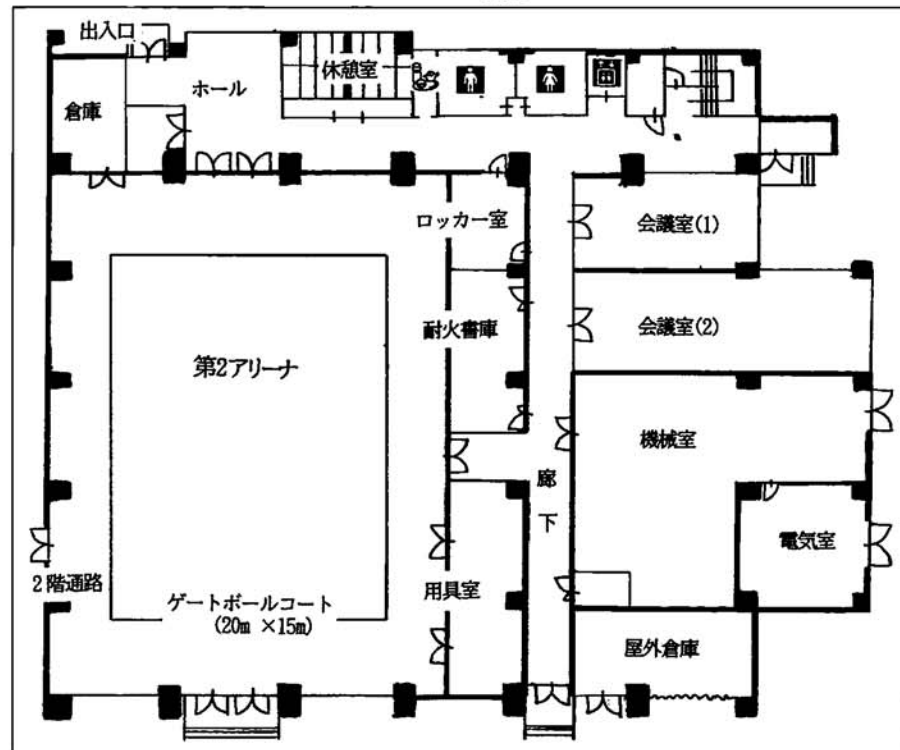 出入口
ホール
休憩室
倉庫
ロッカー室
会議室(1)
会議室(2)
耐火書庫
第2アリーナ
機械室
廊
下
電気室
2階通路
用具室
ゲートボールコート
(20m ×15m)
屋外倉庫